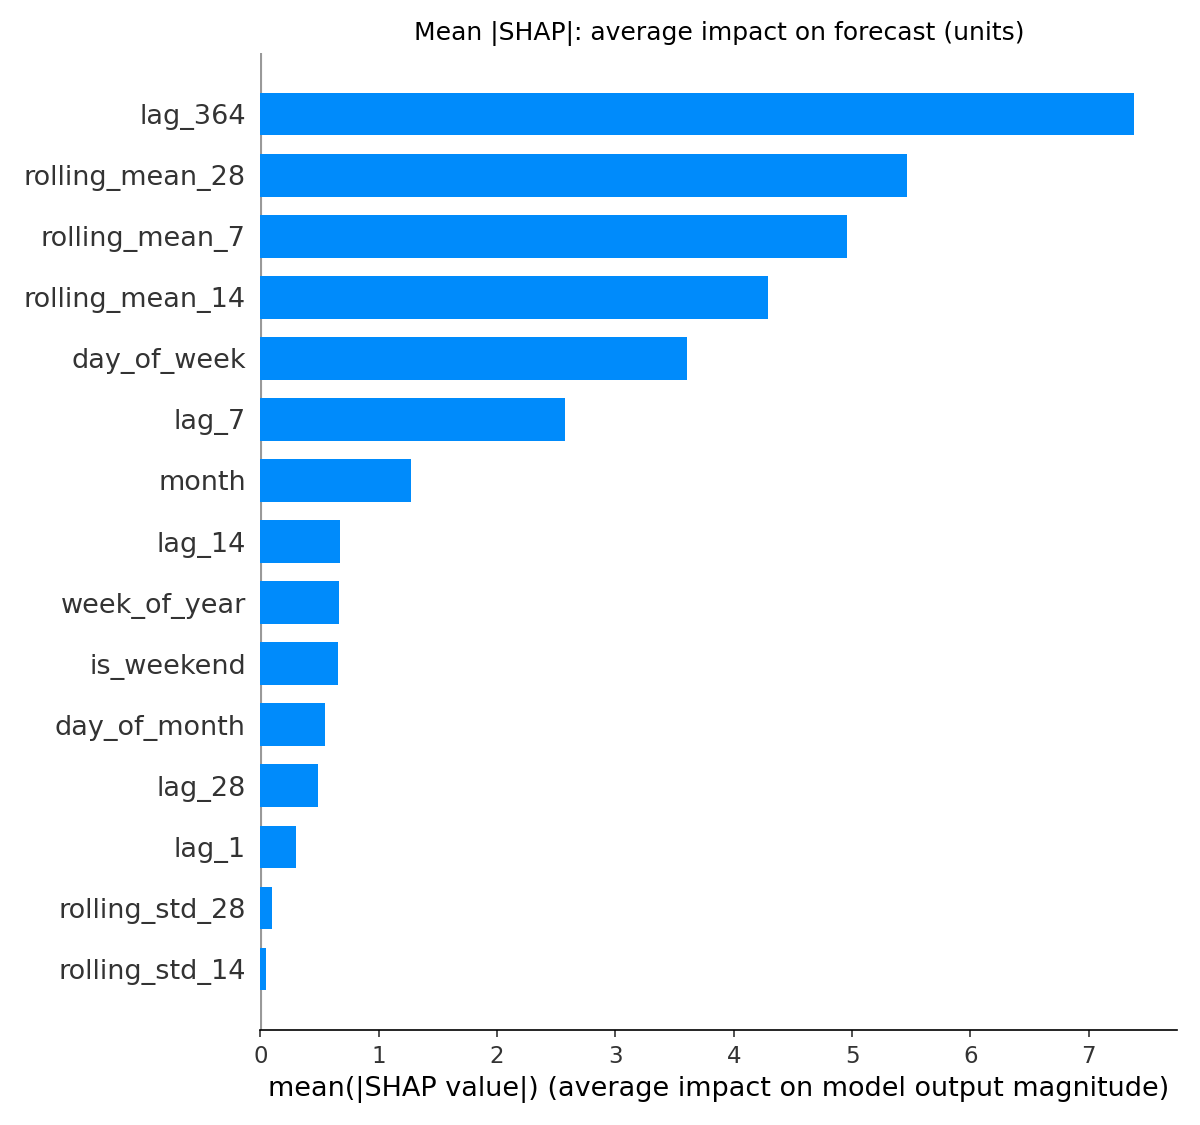 Mean |SHAP|: average impact on forecast (units)
lag_364
rolling_mean_28
rolling_mean_7
rolling_mean_14
day_of_week
lag_7
month
lag_14
week_of_year
is_weekend
day_of_month
lag_28
lag_1
rolling_std_28
rolling_std_14
0 1 2 3 4 5 6 7
mean(|SHAP value|) (average impact on model output magnitude)